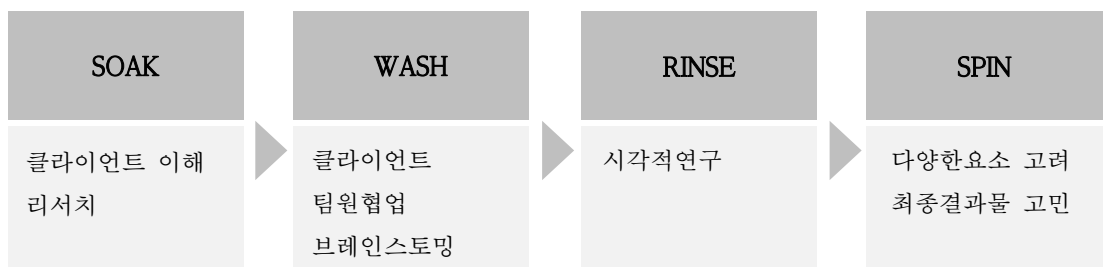 SOAK
클라이언트 이해
리서치
WASH
클라이언트
팀원협업
브레인스토밍
RINSE
시각적연구
SPIN
다양한요소 고려
최종결과물 고민